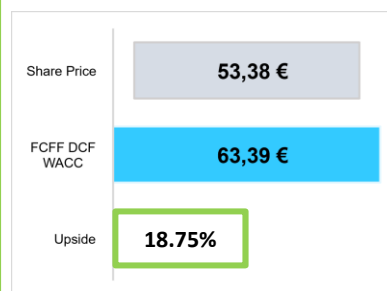 Share Price
53,38 €
FCFF DCF
WACC
63,39 €
Upside
18.75%